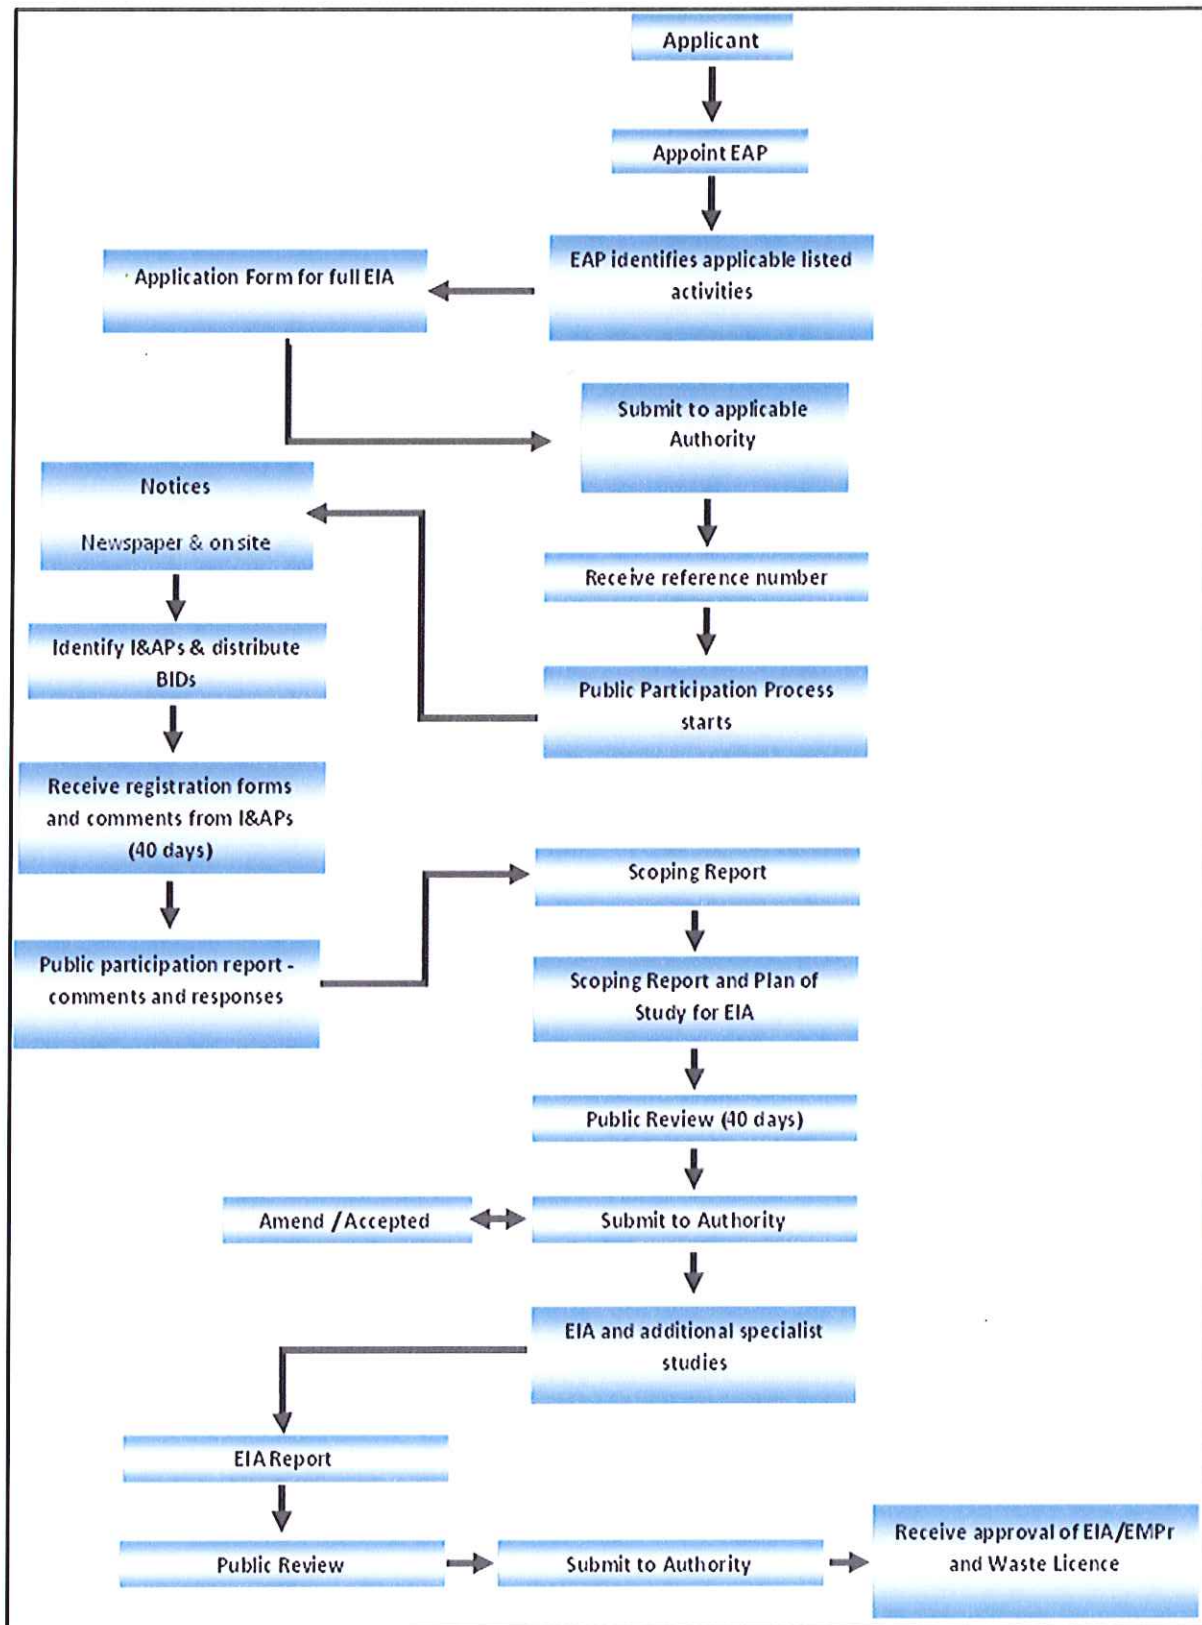 Applicant
Appoint EAP
EAP identifies applicable listed
activities
Application Form for full EIA
Submit to applicable
Authority
Receive reference number
Public Participation Process
starts
Notices
Newspaper & on site
Identify I&APs & distribute
BIDs
Receive registration forms
and comments from I&APs
(40 days)
Public participation report -
comments and responses
Scoping Report
Scoping Report and Plan of
Study for EIA
Public Review (40 days)
Submit to Authority
Amend / Accepted
EIA and additional specialist
studies
EIA Report
Public Review
Submit to Authority
Receive approval of EIA/EMPr
and Waste Licence